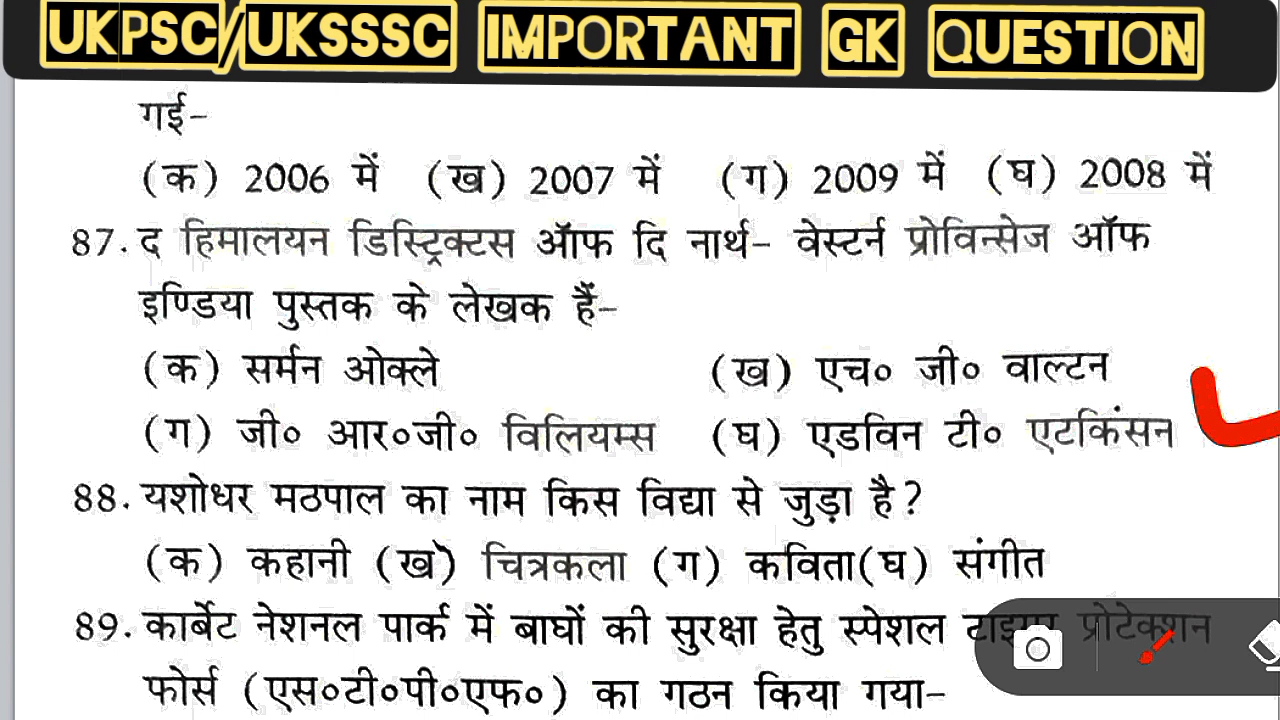 UKPSC/UKSSSC IMPORTANT GK QUESTION
गई-
(क) 2006 में (ख) 2007 में (ग) 2009 में (घ) 2008 में
87. द हिमालयन डिस्ट्रिक्टस ऑफ दि नार्थ- वेस्टर्न प्रोविन्सेज ऑफ
इण्डिया पुस्तक के लेखक हैं-
(क) सर्मन ओक्ले (ख) एच० जी० वाल्टन
(ग) जी० आर०जी० विलियम्स (घ) एडविन टी० एटकिंसन
88. यशोधर मठपाल का नाम किस विद्या से जुड़ा है?
(क) कहानी (ख) चित्रकला (ग) कविता(घ) संगीत
89. कार्बेट नेशनल पार्क में बाघों की सुरक्षा हेतु स्पेशल टाइगर प्रोटेक्शन
फोर्स (एस०टी०पी०एफ०) का गठन किया गया-